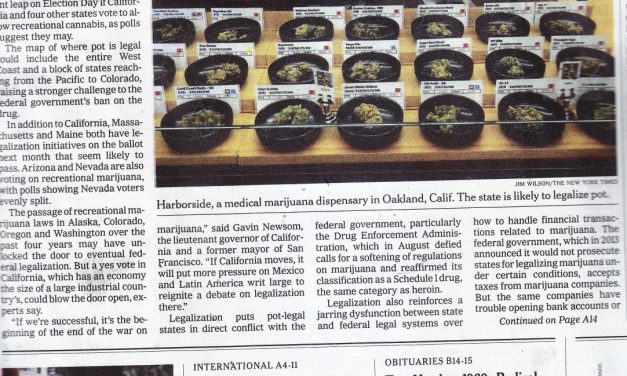 nt leap on Election Day if Califor-
ia and four other states vote to al-
ow recreational cannabis, as polls
uggest they may.
The map of where pot is legal
ould include the entire West
Coast and a block of states reach-
ng from the Pacific to Colorado,
aising a stronger challenge to the
ederal government's ban on the
drug.
In addition to California, Massa-
husetts and Maine both have le-
galization initiatives on the ballot
next month that seem likely to
pass. Arizona and Nevada are also
voting on recreational marijuana,
with polls showing Nevada voters
evenly split.
The passage of recreational ma-
rijuana laws in Alaska, Colorado,
Oregon and Washington over the
past four years may have un-
locked the door to eventual fed-
eral legalization. But a yes vote in
California, which has an economy
the size of a large industrial coun-
try's, could blow the door open, ex-
perts say.
"If we're successful, it's the be-
ginning of the end of the war on
JIM WILSON/THE NEW YORK TIMES
Harborside, a medical marijuana dispensary in Oakland, Calif. The state is likely to legalize pot.
marijuana," said Gavin Newsom,
the lieutenant governor of Califor-
nia and a former mayor of San
Francisco. "If California moves, it
will put more pressure on Mexico
and Latin America writ large to
reignite a debate on legalization
there."
Legalization puts pot-legal
states in direct conflict with the
federal government, particularly
the Drug Enforcement Adminis-
tration, which in August defied
calls for a softening of regulations
on marijuana and reaffirmed its
classification as a Schedule 1 drug,
the same category as heroin.
Legalization also reinforces a
jarring dysfunction between state
and federal legal systems over
how to handle financial transac-
tions related to marijuana. The
federal government, which in 2013
announced it would not prosecute
states for legalizing marijuana un-
der certain conditions, accepts
taxes from marijuana companies.
But the same companies have
trouble opening bank accounts or
Continued on Page A14
INTERNATIONAL A4-11
OBITUARIES B14-15